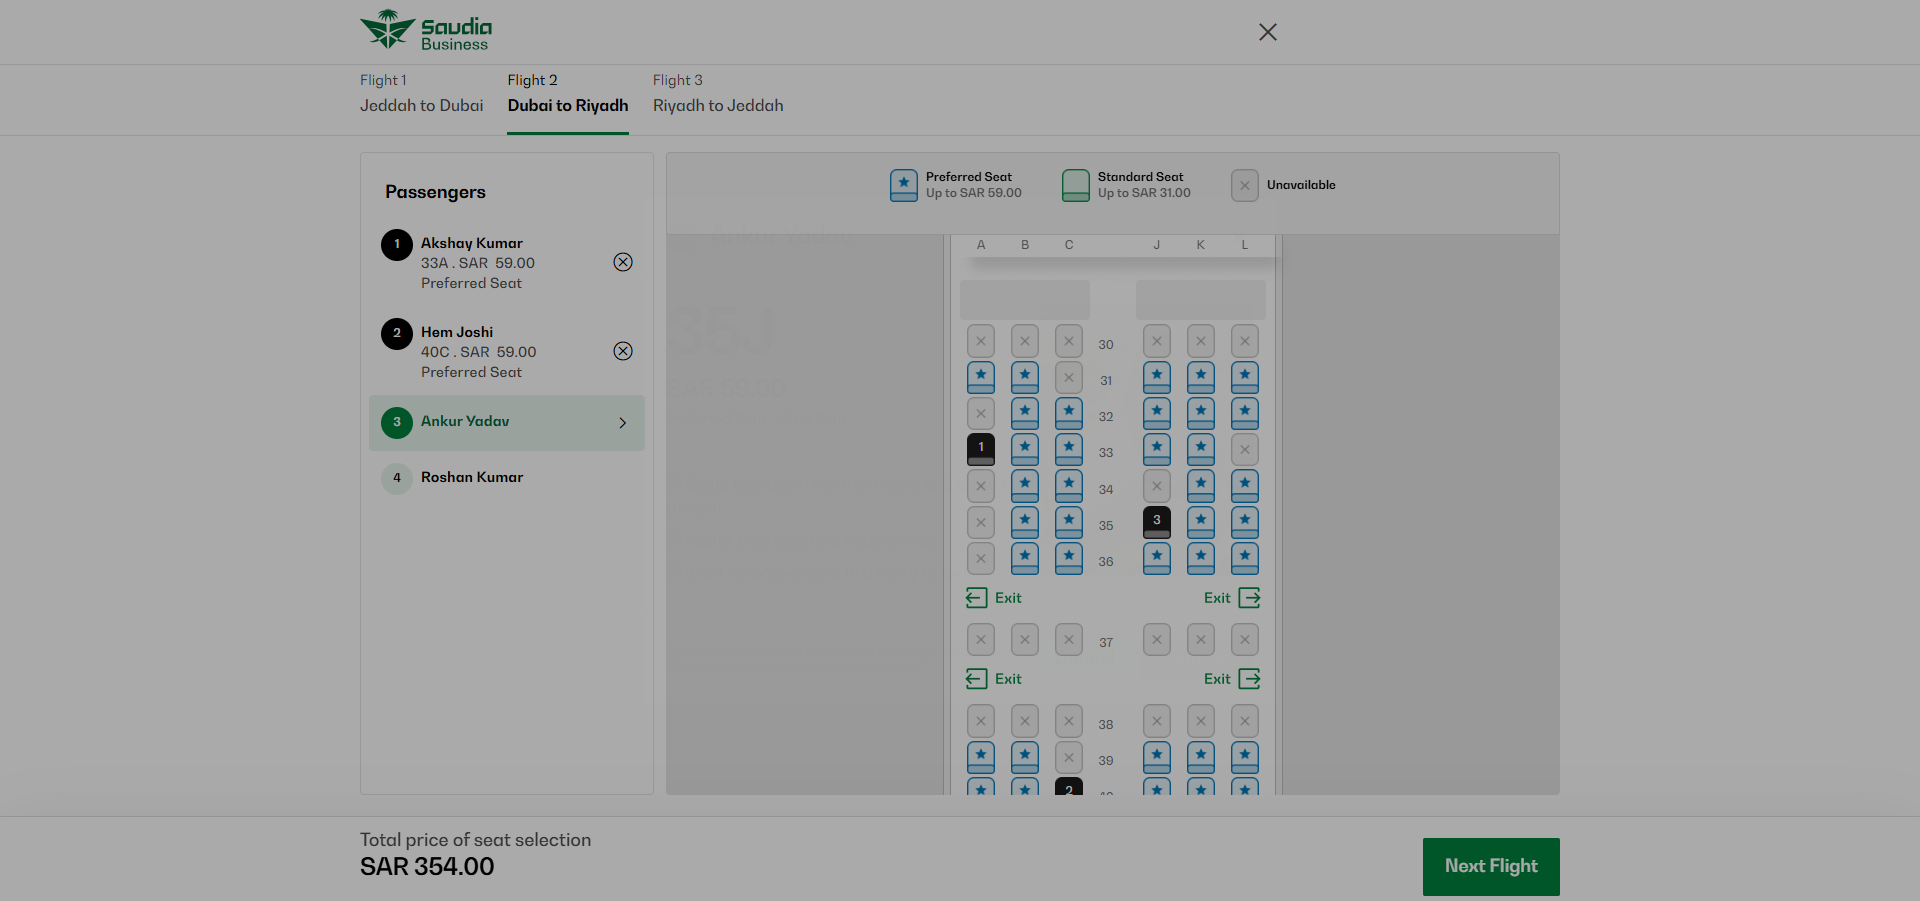 Saudia
Business
Flight 1
Jeddah to Dubai
Flight 2
Dubai to Riyadh
Flight 3
Riyadh to Jeddah
Passengers
1
Akshay Kumar
33A . SAR 59.00
Preferred Seat
2
Hem Joshi
40C . SAR 59.00
Preferred Seat
3
Ankur Yadav
4
Roshan Kumar
Preferred Seat
Up to SAR 59.00
Standard Seat
Up to SAR 31.00
Unavailable
A B C J K L
35J
SAR 59.00
30
31
32
1 33
34
3 35
36
Exit Exit
37
Exit Exit
38
39
2
Total price of seat selection
SAR 354.00
Next Flight